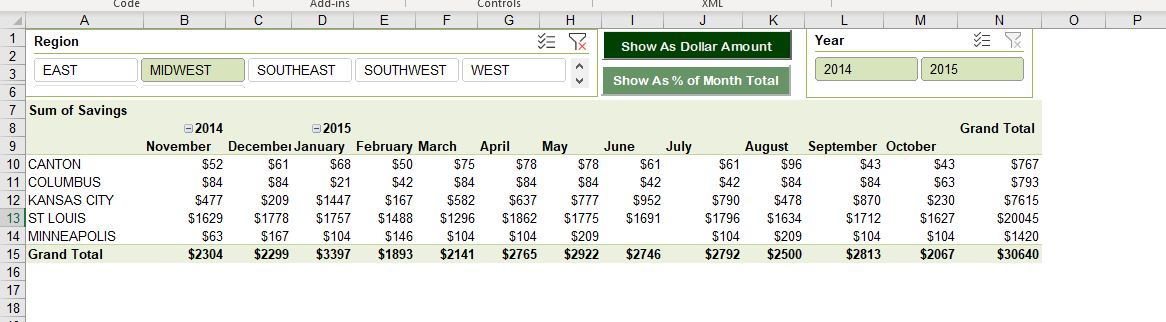 Code Add-ins Controls XML
A B C D E F G H I J K L M N O P
1 Region Show As Dollar Amount Year
2
3 EAST MIDWEST SOUTHEAST SOUTHWEST WEST 2014 2015
6 Show As % of Month Total
7 Sum of Savings
8 2014 2015 Grand Total
9 November December January February March April May June July August September October
10 CANTON $52 $61 $68 $50 $75 $78 $78 $61 $61 $96 $43 $43 $767
11 COLUMBUS $84 $84 $21 $42 $84 $84 $84 $42 $42 $84 $84 $63 $793
12 KANSAS CITY $477 $209 $1447 $167 $582 $637 $777 $952 $790 $478 $870 $230 $7615
13 ST LOUIS $1629 $1778 $1757 $1488 $1296 $1862 $1775 $1691 $1796 $1634 $1712 $1627 $20045
14 MINNEAPOLIS $63 $167 $104 $146 $104 $104 $209 $104 $209 $104 $104 $1420
15 Grand Total $2304 $2299 $3397 $1893 $2141 $2765 $2922 $2746 $2792 $2500 $2813 $2067 $30640
16
17
18